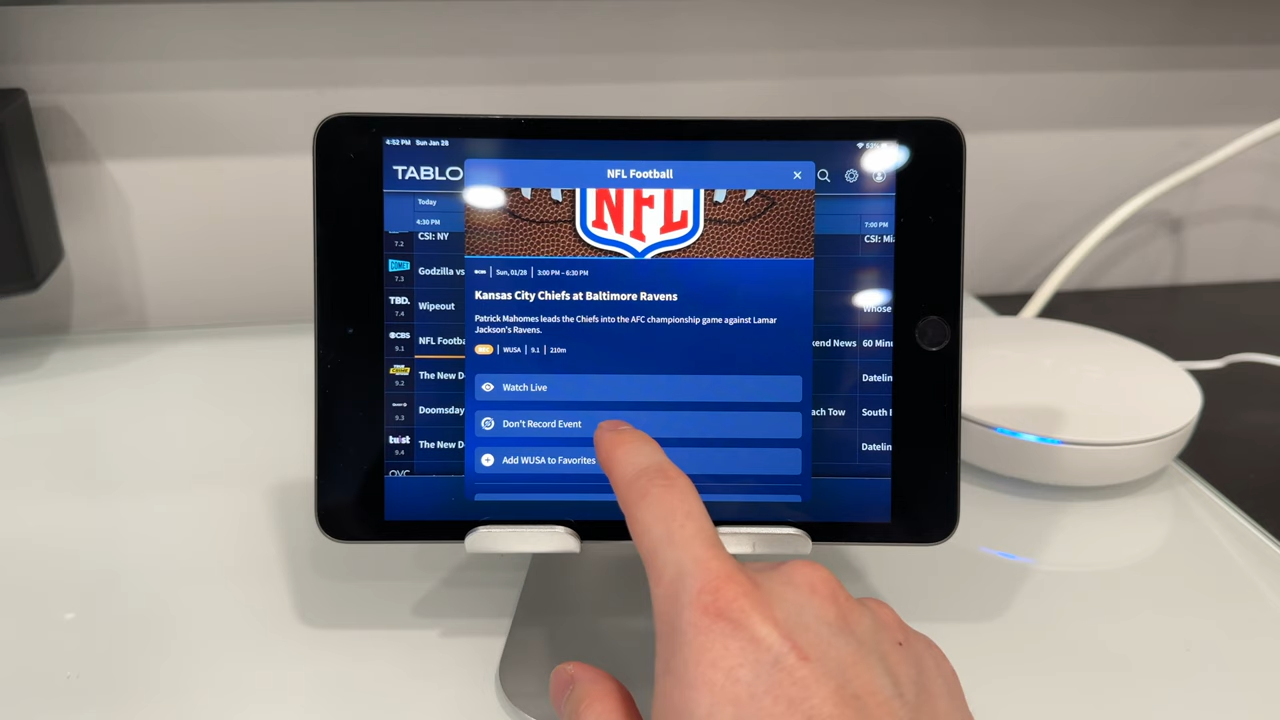 4:52 PM Sun Jan 28
53%
TABLO
NFL Football
Today
4:30 PM
7:00 PM
NFL
7.2
CSI: NY
CSI: Mi
COMET
7.3
Godzilla vs
TBD.
7.4
Wipeout
Whose
CBS
9.1
NFL Footba
kend News
60 Min
9.2
The New D
Datelin
9.3
Doomsday
ach Tow
South B
twist
9.4
The New D
Datelin
QVC
CBS | Sun, 01/28 | 3:00 PM – 6:30 PM
Kansas City Chiefs at Baltimore Ravens
Patrick Mahomes leads the Chiefs into the AFC championship game against Lamar
Jackson's Ravens.
REC | WUSA | 9.1 | 210m
Watch Live
Don't Record Event
Add WUSA to Favorites